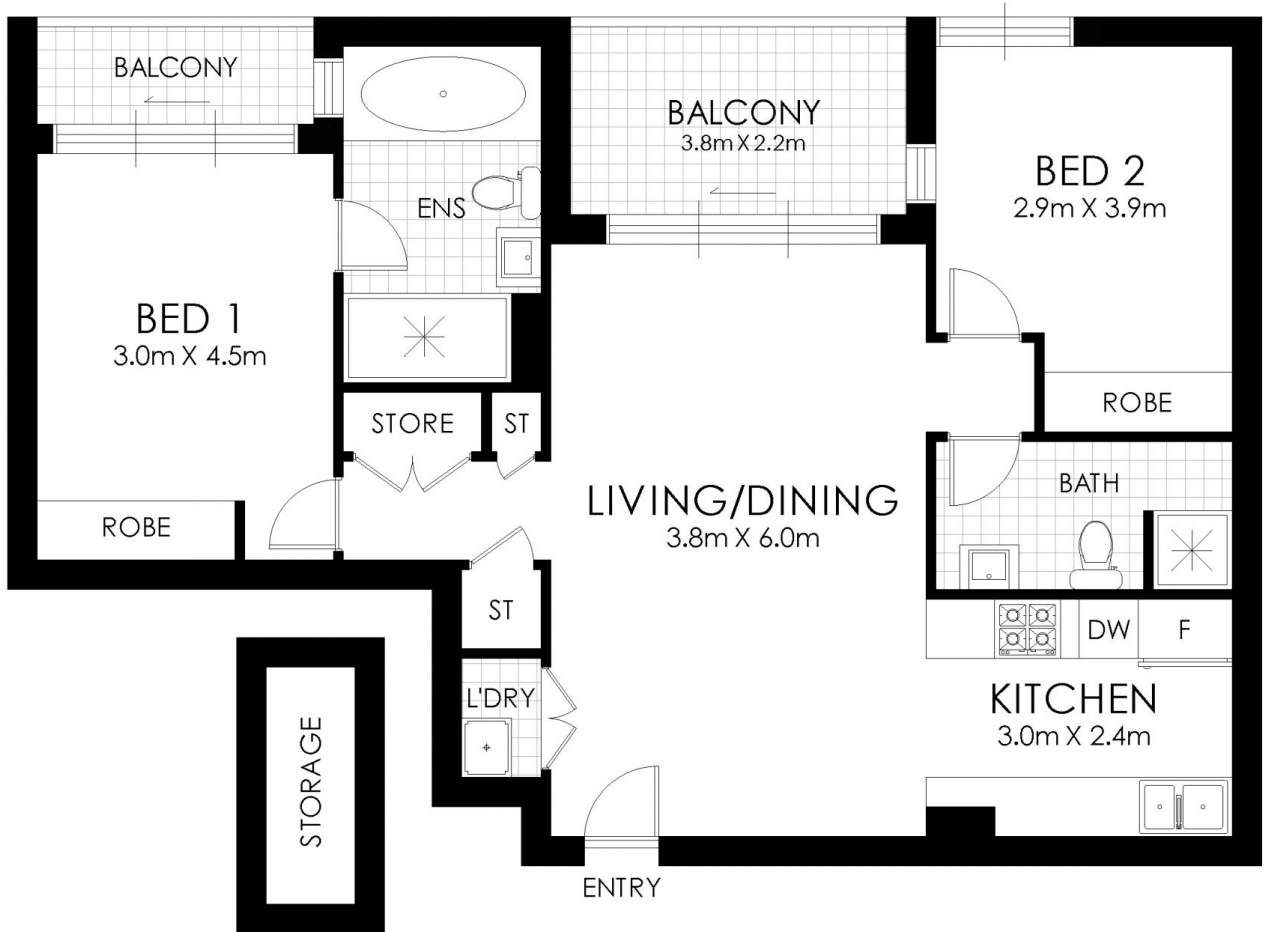 BALCONY
BALCONY
3.8m X 2.2m
BED 2
2.9m X 3.9m
ENS
BED 1
3.0m X 4.5m
STORE
ST
ROBE
ROBE
LIVING/DINING
3.8m X 6.0m
BATH
ST
DW
F
L'DRY
KITCHEN
3.0m X 2.4m
STORAGE
ENTRY